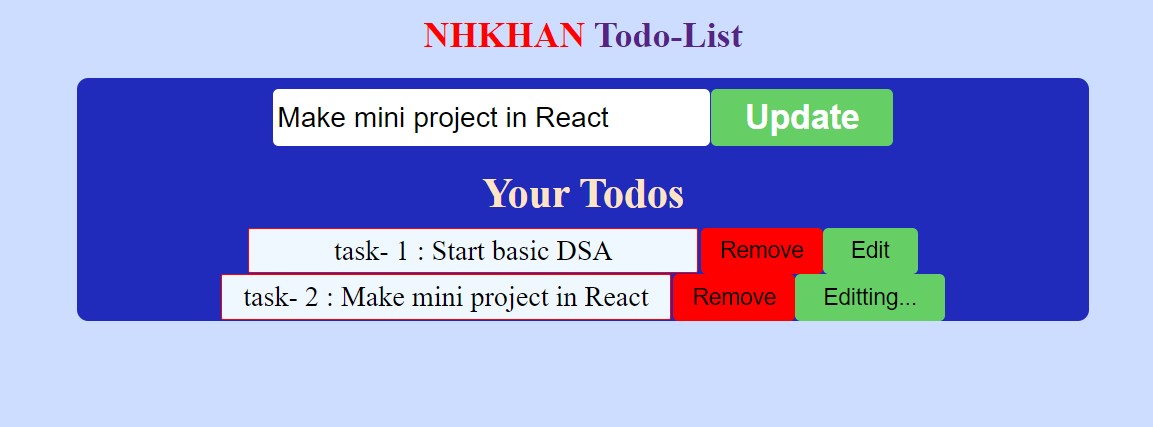 NHKHAN Todo-List
Make mini project in React Update
Your Todos
task- 1 : Start basic DSA Remove Edit
task- 2 : Make mini project in React Remove Editting...